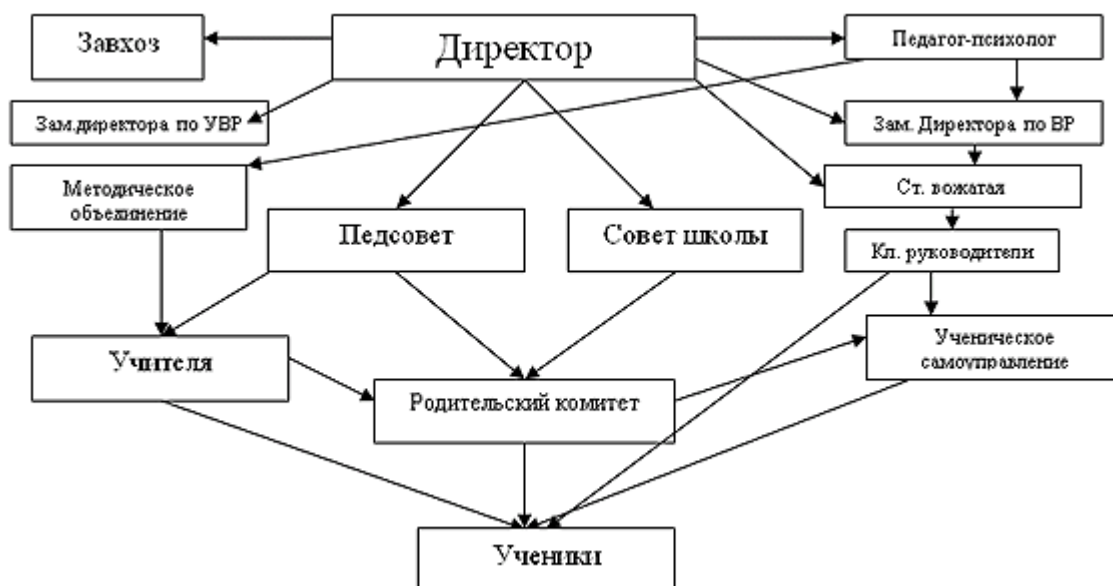 Завхоз
Директор
Педагог-психолог
Зам.директора по УВР
Зам. Директора по ВР
Методическое
объединение
Ст. вожатая
Педсовет
Совет школы
Кл. руководители
Учителя
Ученическое
самоуправление
Родительский комитет
Ученики